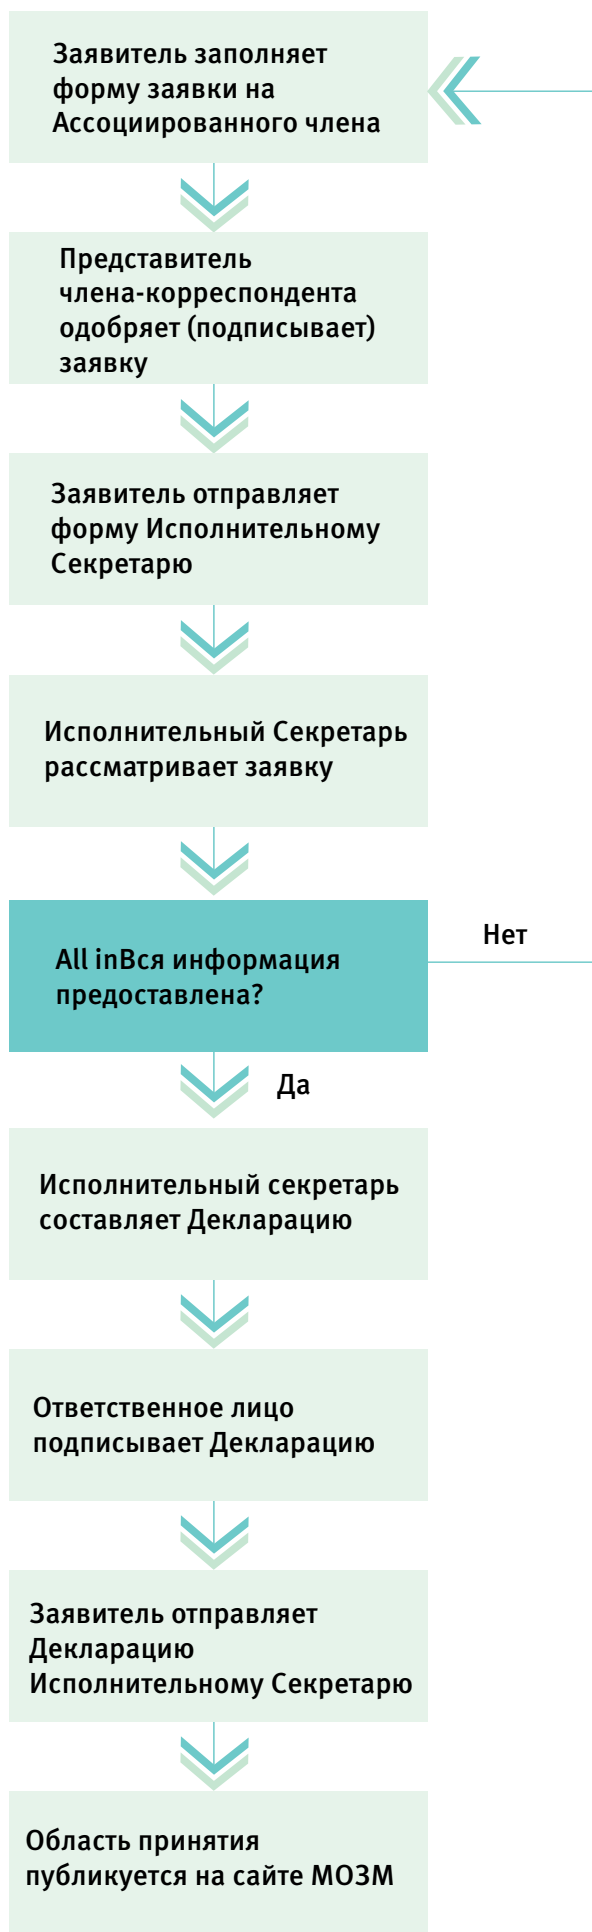 Заявитель заполняет
форму заявки на
Ассоциированного члена
Представитель
члена-корреспондента
одобряет (подписывает)
заявку
Заявитель отправляет
форму Исполнительному
Секретарю
Исполнительный Секретарь
рассматривает заявку
All inВся информация
предоставлена?
Нет
Да
Исполнительный секретарь
составляет Декларацию
Ответственное лицо
подписывает Декларацию
Заявитель отправляет
Декларацию
Исполнительному Секретарю
Область принятия
публикуется на сайте МОЗМ